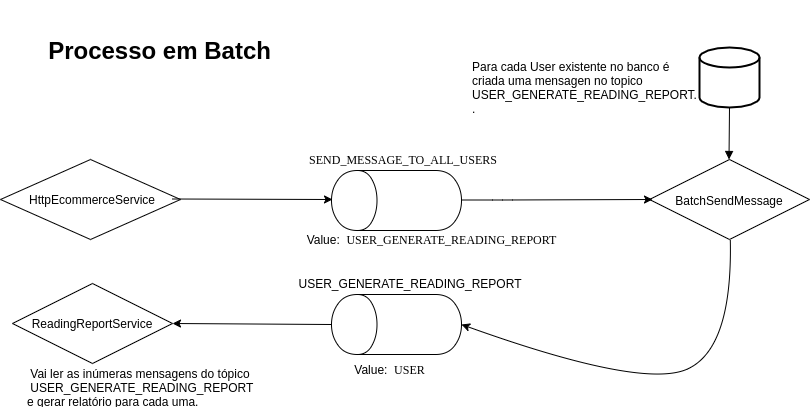 Processo em Batch
Para cada User existente no banco é
criada uma mensagen no topico
USER_GENERATE_READING_REPORT.
.
SEND_MESSAGE_TO_ALL_USERS
HttpEcommerceService
BatchSendMessage
Value: USER_GENERATE_READING_REPORT
USER_GENERATE_READING_REPORT
ReadingReportService
Value: USER
Vai ler as inúmeras mensagens do tópico
USER_GENERATE_READING_REPORT
e gerar relatório para cada uma.